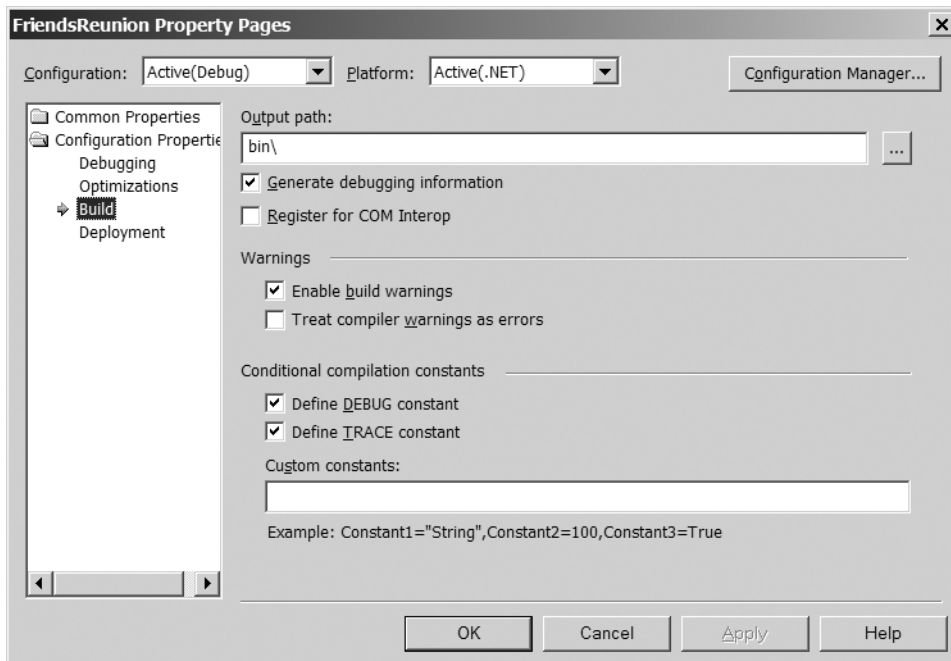 FriendsReunion Property Pages
Configuration: Active(Debug) Platform: Active(.NET) Configuration Manager...
Common Properties
Configuration Propertie
Debugging
Optimizations
Build
Deployment
Output path:
bin\
...
Generate debugging information
Register for COM Interop
Warnings
Enable build warnings
Treat compiler warnings as errors
Conditional compilation constants
Define DEBUG constant
Define TRACE constant
Custom constants:
Example: Constant1="String",Constant2=100,Constant3=True
OK Cancel Apply Help